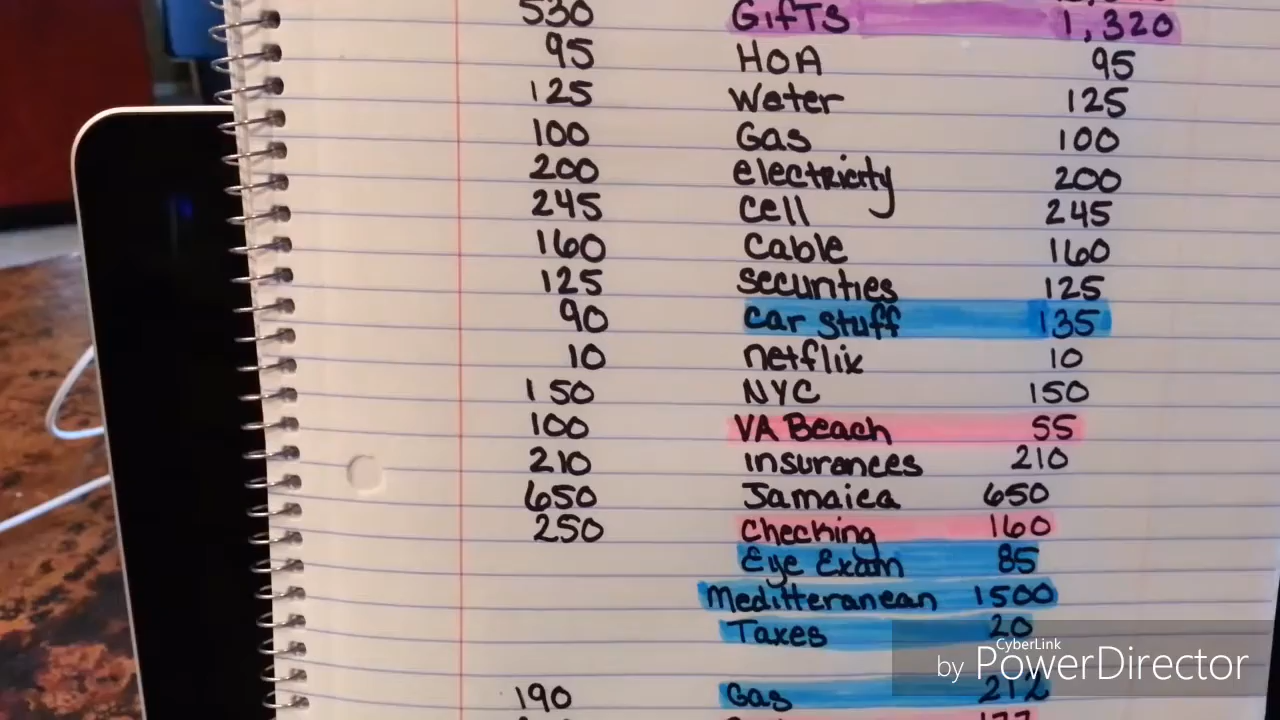 530 GifTS 1,320
95 HOA 95
125 Water 125
100 Gas 100
200 electricity 200
245 Cell 245
160 Cable 160
125 Securities 125
90 Car Stuff 135
10 netflix 10
150 NYC 150
100 VA Beach 55
210 insurances 210
650 Jamaica 650
250 Checking 160
Eye Exam 85
Meditteranean 1500
Taxes 20
190 Gas 212
177
CyberLink
by PowerDirector